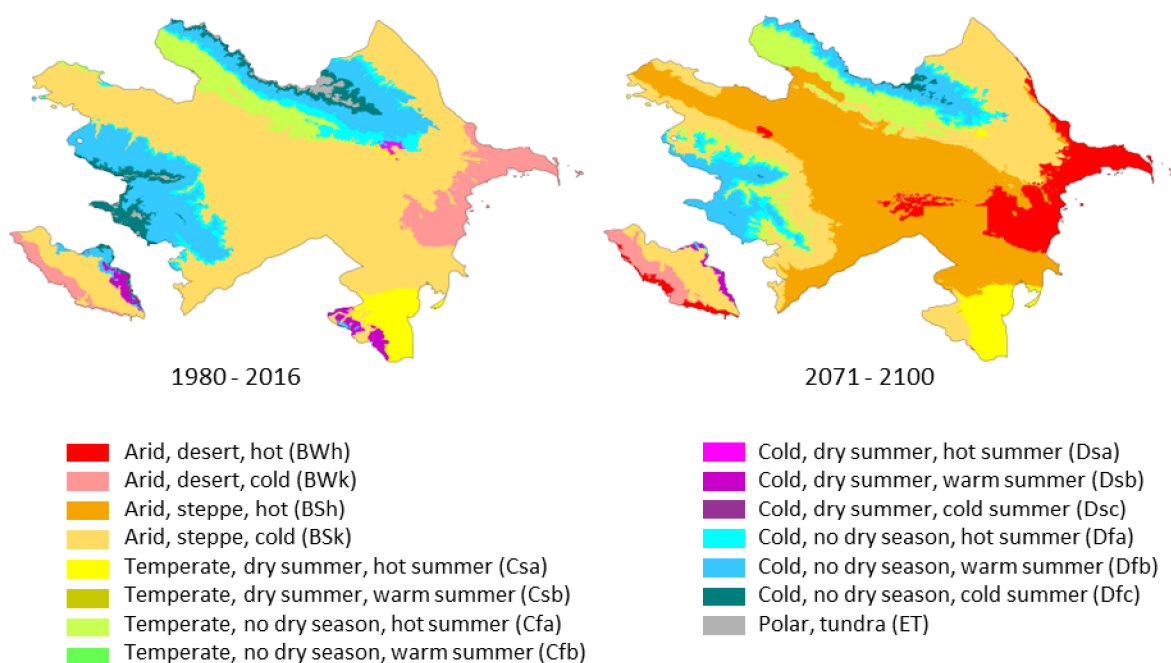 1980 - 2016
2071 - 2100
Arid, desert, hot (BWh)
Arid, desert, cold (BWk)
Arid, steppe, hot (BSh)
Arid, steppe, cold (BSk)
Temperate, dry summer, hot summer (Csa)
Temperate, dry summer, warm summer (Csb)
Temperate, no dry season, hot summer (Cfa)
Temperate, no dry season, warm summer (Cfb)
Cold, dry summer, hot summer (Dsa)
Cold, dry summer, warm summer (Dsb)
Cold, dry summer, cold summer (Dsc)
Cold, no dry season, hot summer (Dfa)
Cold, no dry season, warm summer (Dfb)
Cold, no dry season, cold summer (Dfc)
Polar, tundra (ET)